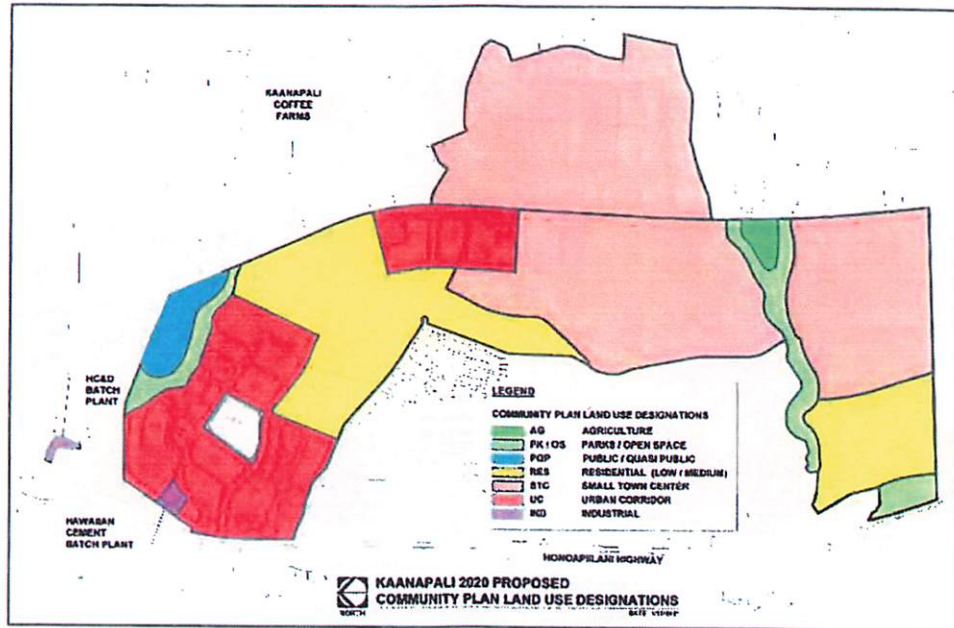 KAANAPALI
COFFEE
FARMS
HC&D
BATCH
PLANT
HAWAIIAN
CEMENT
BATCH PLANT
LEGEND
COMMUNITY PLAN LAND USE DESIGNATIONS
AG AGRICULTURE
PK / OS PARKS / OPEN SPACE
PQP PUBLIC / QUASI PUBLIC
RES RESIDENTIAL (LOW / MEDIUM)
STC SMALL TOWN CENTER
UC URBAN CORRIDOR
IND INDUSTRIAL
HONOAPIILANI HIGHWAY
KAANAPALI 2020 PROPOSED
COMMUNITY PLAN LAND USE DESIGNATIONS
NORTH
DATE